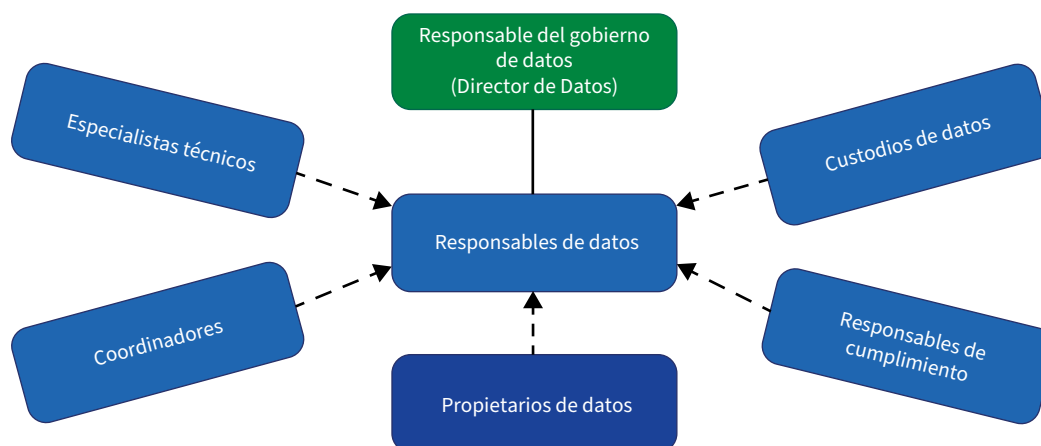 Responsable del gobierno
de datos
(Director de Datos)
Especialistas técnicos
Custodios de datos
Responsables de datos
Coordinadores
Responsables de
cumplimiento
Propietarios de datos